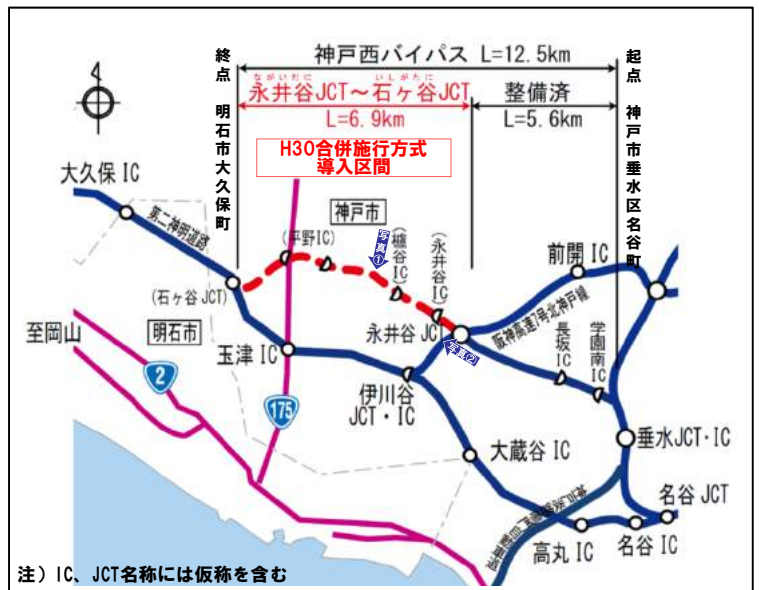 神戸西バイパス L=12.5km
終点 明石市大久保町
起点 神戸市垂水区名谷町
ながいだに
いしがたに
永井谷JCT～石ヶ谷JCT
L=6.9km
整備済
L=5.6km
H30合併施行方式
導入区間
大久保 IC
第二神明道路
神戸市
(平野IC)
写真①
(櫨谷IC)
(永井谷IC)
前開 IC
(石ヶ谷 JCT)
永井谷 JCT
阪神高速7号北神戸線
至岡山
明石市
玉津 IC
写真②
長坂IC
学園南IC
2
175
伊川谷
JCT・IC
大蔵谷 IC
垂水JCT・IC
名谷 JCT
高丸 IC
名谷 IC
注）IC、JCT名称には仮称を含む